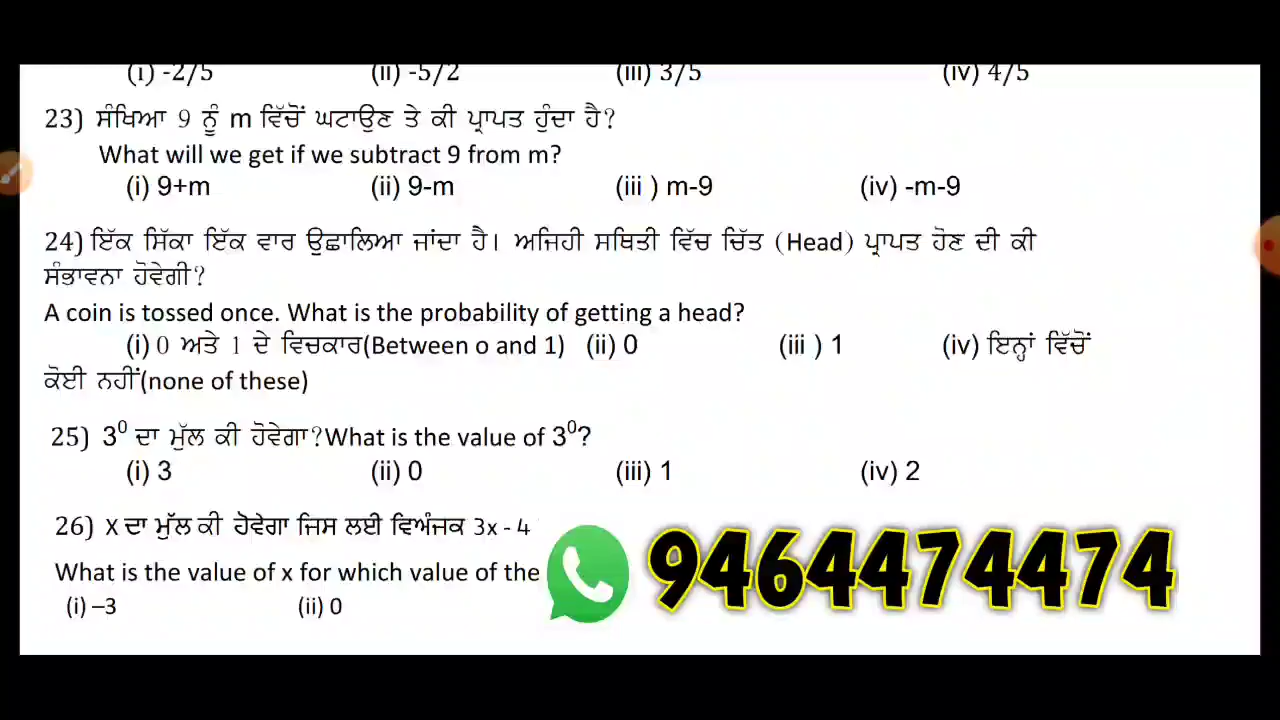 (i) -2/5 (ii) -5/2 (iii) 3/5 (iv) 4/5
23) ਸੰਖਿਆ 9 ਨੂੰ m ਵਿੱਚੋਂ ਘਟਾਉਣ ਤੇ ਕੀ ਪ੍ਰਾਪਤ ਹੁੰਦਾ ਹੈ?
What will we get if we subtract 9 from m?
(i) 9+m (ii) 9-m (iii ) m-9 (iv) -m-9
24) ਇੱਕ ਸਿੱਕਾ ਇੱਕ ਵਾਰ ਉਛਾਲਿਆ ਜਾਂਦਾ ਹੈ। ਅਜਿਹੀ ਸਥਿਤੀ ਵਿੱਚ ਚਿੱਤ (Head) ਪ੍ਰਾਪਤ ਹੋਣ ਦੀ ਕੀ
ਸੰਭਾਵਨਾ ਹੋਵੇਗੀ?
A coin is tossed once. What is the probability of getting a head?
(i) 0 ਅਤੇ 1 ਦੇ ਵਿਚਕਾਰ(Between o and 1) (ii) 0 (iii ) 1 (iv) ਇਨ੍ਹਾਂ ਵਿੱਚੋਂ
ਕੋਈ ਨਹੀਂ(none of these)
25) 3⁰ ਦਾ ਮੁੱਲ ਕੀ ਹੋਵੇਗਾ?What is the value of 3⁰?
(i) 3 (ii) 0 (iii) 1 (iv) 2
26) x ਦਾ ਮੁੱਲ ਕੀ ਹੋਵੇਗਾ ਜਿਸ ਲਈ ਵਿਅੰਜਕ 3x - 4
What is the value of x for which value of the
(i) –3 (ii) 0
9464474474